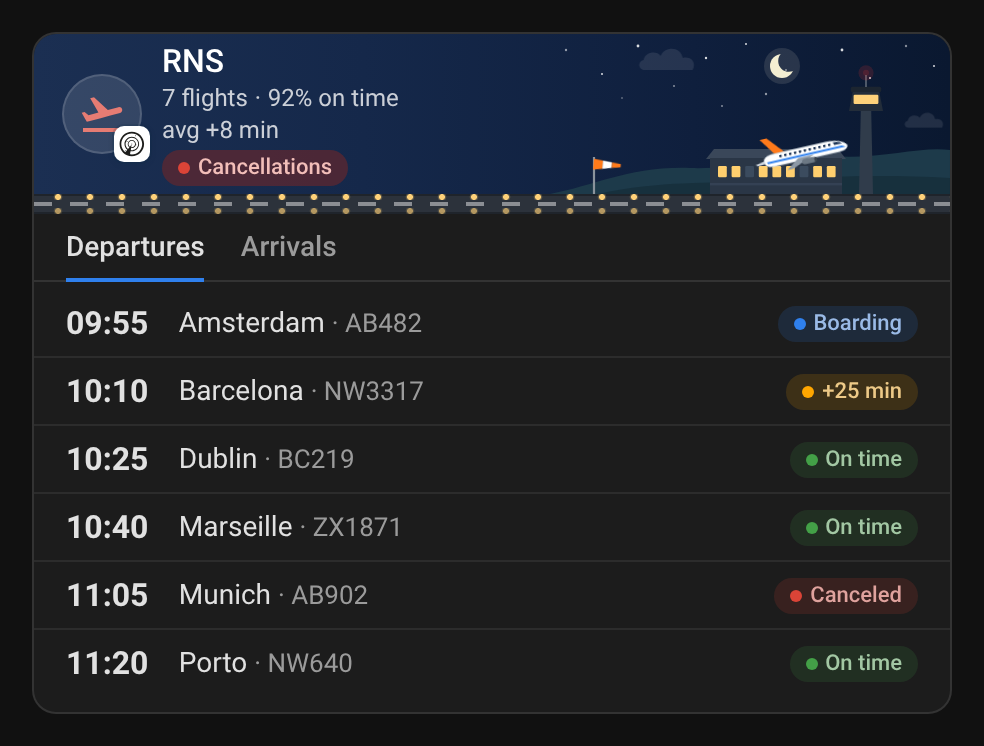 RNS
7 flights · 92% on time
avg +8 min
Cancellations
Departures Arrivals
09:55 Amsterdam · AB482 Boarding
10:10 Barcelona · NW3317 +25 min
10:25 Dublin · BC219 On time
10:40 Marseille · ZX1871 On time
11:05 Munich · AB902 Canceled
11:20 Porto · NW640 On time